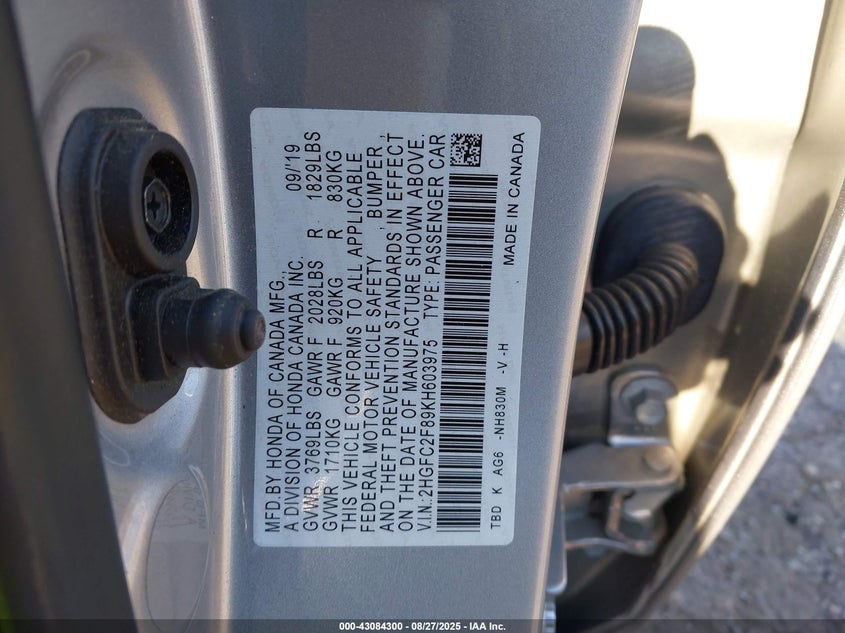 MFD.BY HONDA OF CANADA MFG., 09/'19
A DIVISION OF HONDA CANADA INC.
GVWR 3769LBS GAWR F 2028LBS R 1829LBS
GVWR 1710KG GAWR F 920KG R 830KG
THIS VEHICLE CONFORMS TO ALL APPLICABLE
FEDERAL MOTOR VEHICLE SAFETY , BUMPER ,
AND THEFT PREVENTION STANDARDS IN EFFECT
ON THE DATE OF MANUFACTURE SHOWN ABOVE.
V.I.N.:2HGFC2F89KH603975 TYPE: PASSENGER CAR
TBD K AG6 -NH830M -V -H MADE IN CANADA
000-43084300 | 08/27/2025 - IAA Inc.